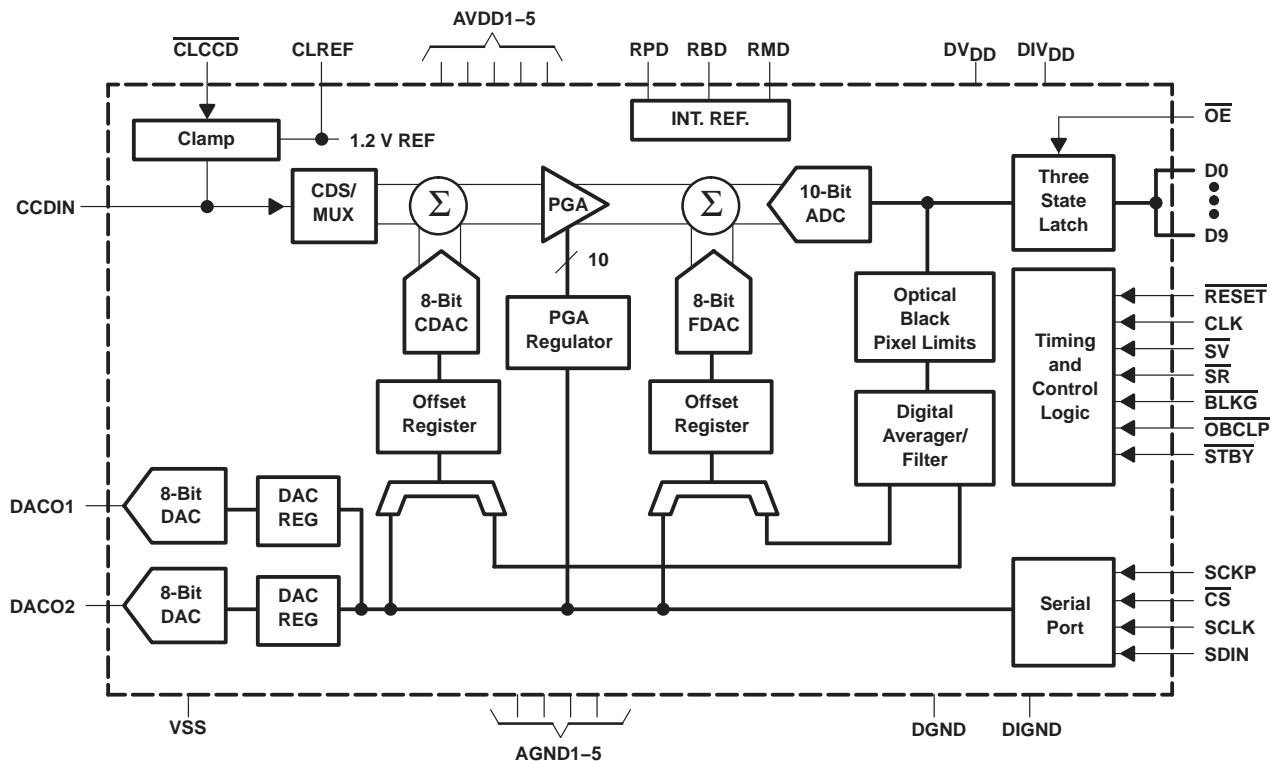 AVDD1–5
CLCCD
CLREF
RPD
RBD
RMD
DVDD
DIVDD
INT. REF.
OE
Clamp
1.2 V REF
CCDIN
CDS/
MUX
Σ
PGA
Σ
10-Bit
ADC
Three
State
Latch
D0
D9
10
8-Bit
CDAC
PGA
Regulator
8-Bit
FDAC
Optical
Black
Pixel Limits
Timing
and
Control
Logic
RESET
CLK
SV
SR
BLKG
OBCLP
STBY
Offset
Register
Offset
Register
Digital
Averager/
Filter
DACO1
8-Bit
DAC
DAC
REG
DACO2
8-Bit
DAC
DAC
REG
Serial
Port
SCKP
CS
SCLK
SDIN
VSS
AGND1–5
DGND
DIGND